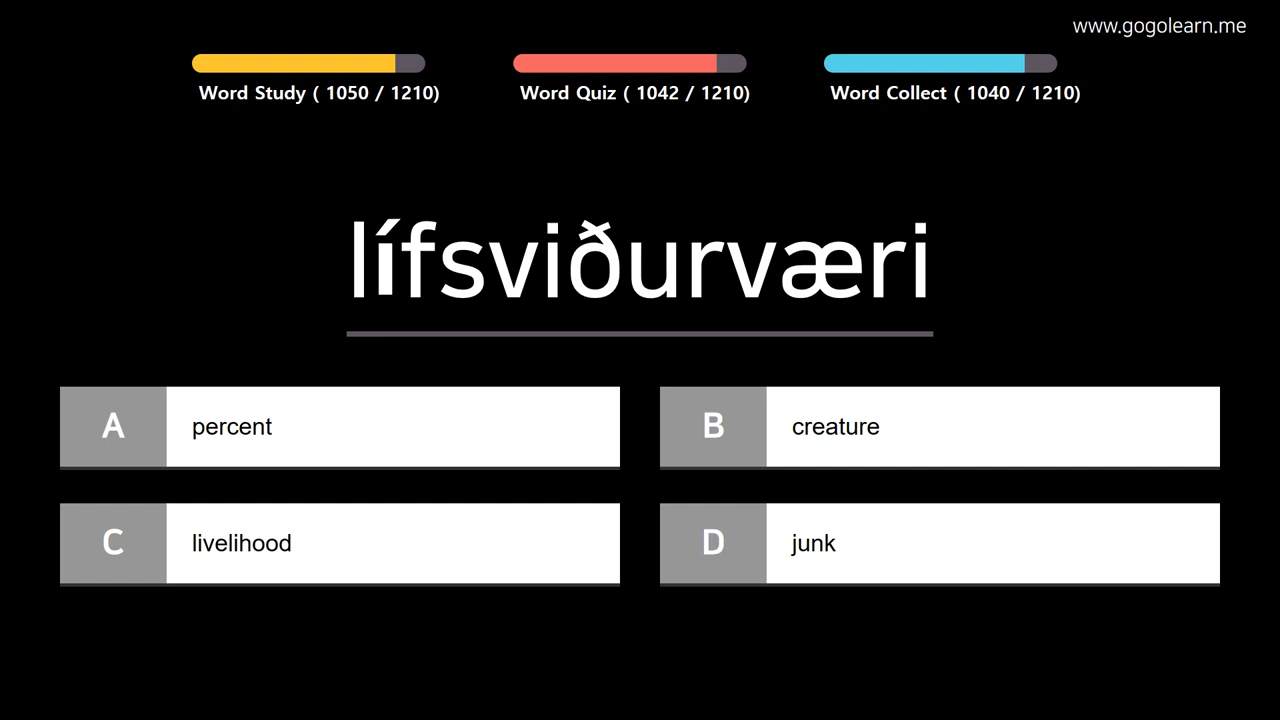 www.gogolearn.me
Word Study ( 1050 / 1210)
Word Quiz ( 1042 / 1210)
Word Collect ( 1040 / 1210)
lífsviðurværi
A percent
B creature
C livelihood
D junk